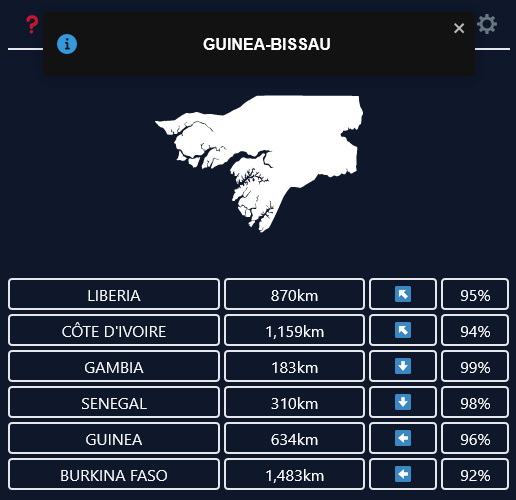 ?
GUINEA-BISSAU ×
LIBERIA 870km ↖ 95%
CÔTE D'IVOIRE 1,159km ↖ 94%
GAMBIA 183km ⬇ 99%
SENEGAL 310km ⬇ 98%
GUINEA 634km ⬅ 96%
BURKINA FASO 1,483km ⬅ 92%